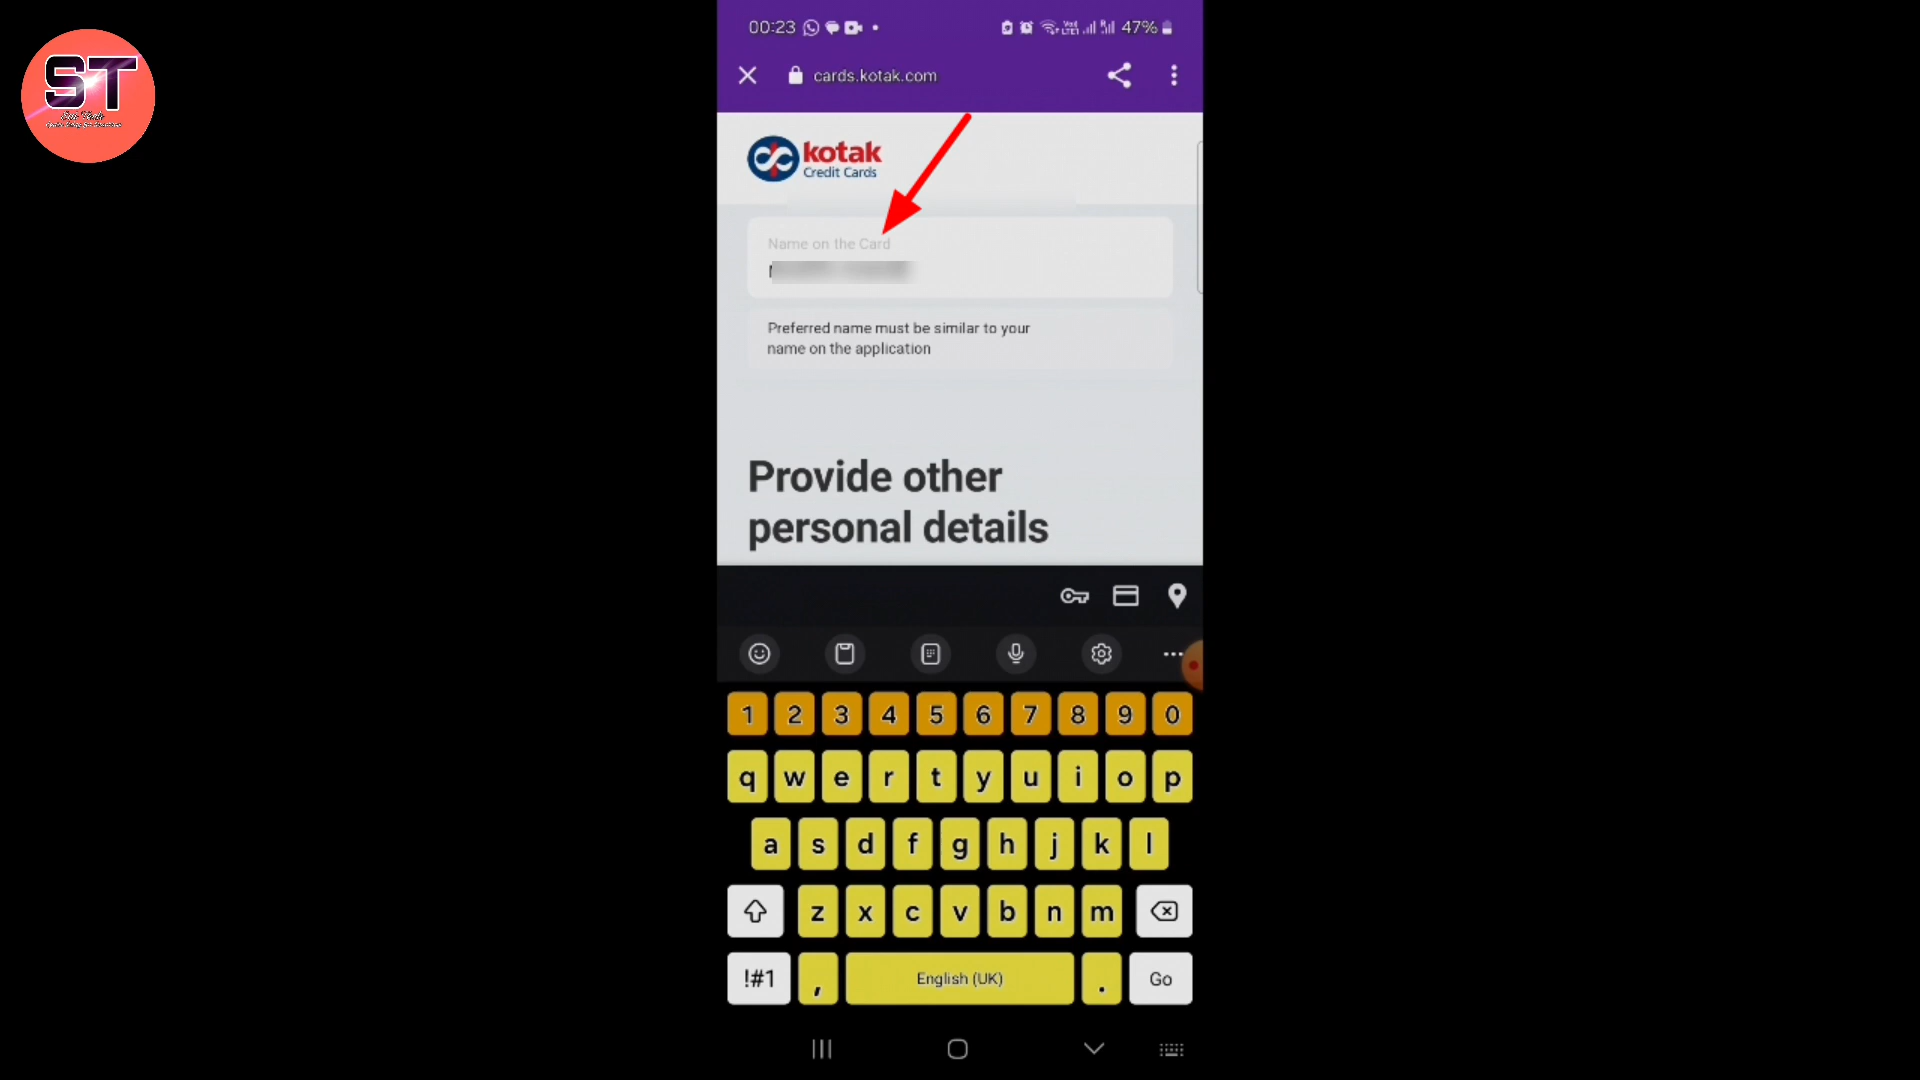 ST
00:23
47%
cards.kotak.com
kotak
Credit Cards
Name on the Card
Preferred name must be similar to your
name on the application
Provide other
personal details
1 2 3 4 5 6 7 8 9 0
q w e r t y u i o p
a s d f g h j k l
z x c v b n m
!#1 , English (UK) . Go